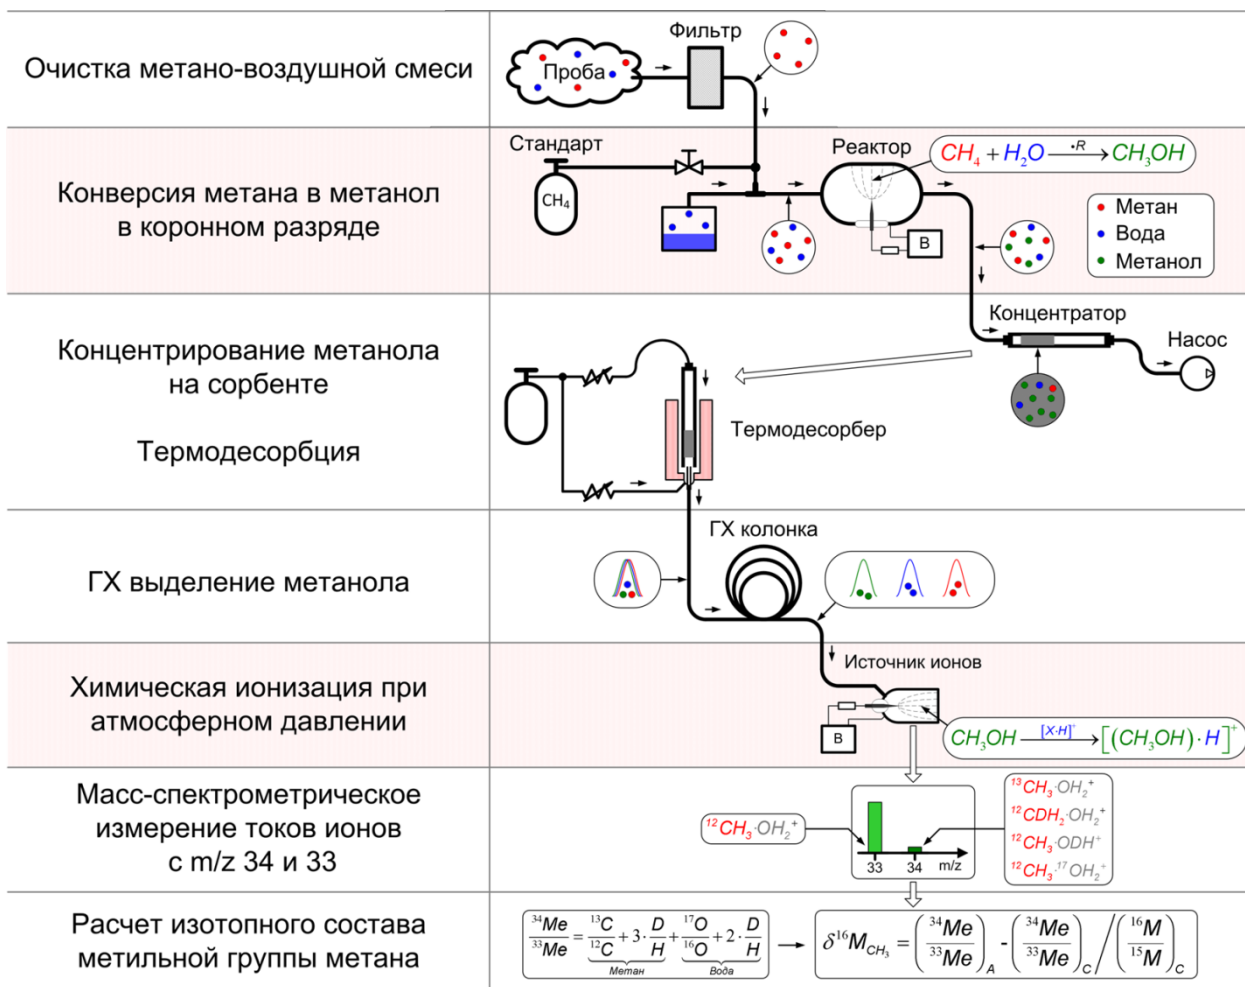 Очистка метано-воздушной смеси
Проба
Фильтр
Конверсия метана в метанол
в коронном разряде
Стандарт
CH₄
Реактор
B
CH₄ + H₂O –•R→ CH₃OH
Метан
Вода
Метанол
Концентрирование метанола
на сорбенте
Термодесорбция
Концентратор
Насос
Термодесорбер
ГХ выделение метанола
ГХ колонка
Химическая ионизация при
атмосферном давлении
Источник ионов
B
CH₃OH –[X·H]⁺→ [(CH₃OH)·H]⁺
Масс-спектрометрическое
измерение токов ионов
с m/z 34 и 33
¹²CH₃·OH₂⁺
33 34 m/z
¹³CH₃·OH₂⁺
¹²CDH₂·OH₂⁺
¹²CH₃·ODH⁺
¹²CH₃·¹⁷OH₂⁺
Расчет изотопного состава
метильной группы метана
³⁴Me/³³Me = ¹³C/¹²C + 3·D/H + ¹⁷O/¹⁶O + 2·D/H
Метан
Вода
δ¹⁶M_CH₃ = (³⁴Me/³³Me)_A - (³⁴Me/³³Me)_C / (¹⁶M/¹⁵M)_C